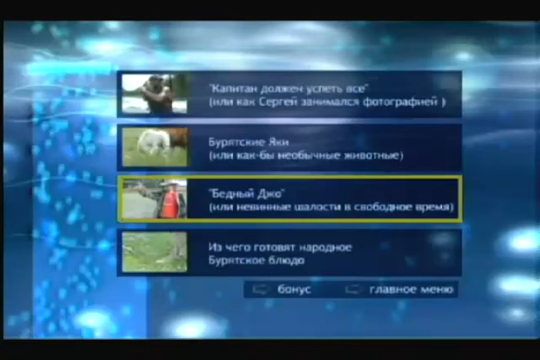 "Капитан должен успеть все"
(или как Сергей занимался фотографией )
Бурятские Яки
(или как-бы необычные животные)
"Бедный Джо"
(или невинные шалости в свободное время)
Из чего готовят народное
Бурятское блюдо
бонус
главное меню